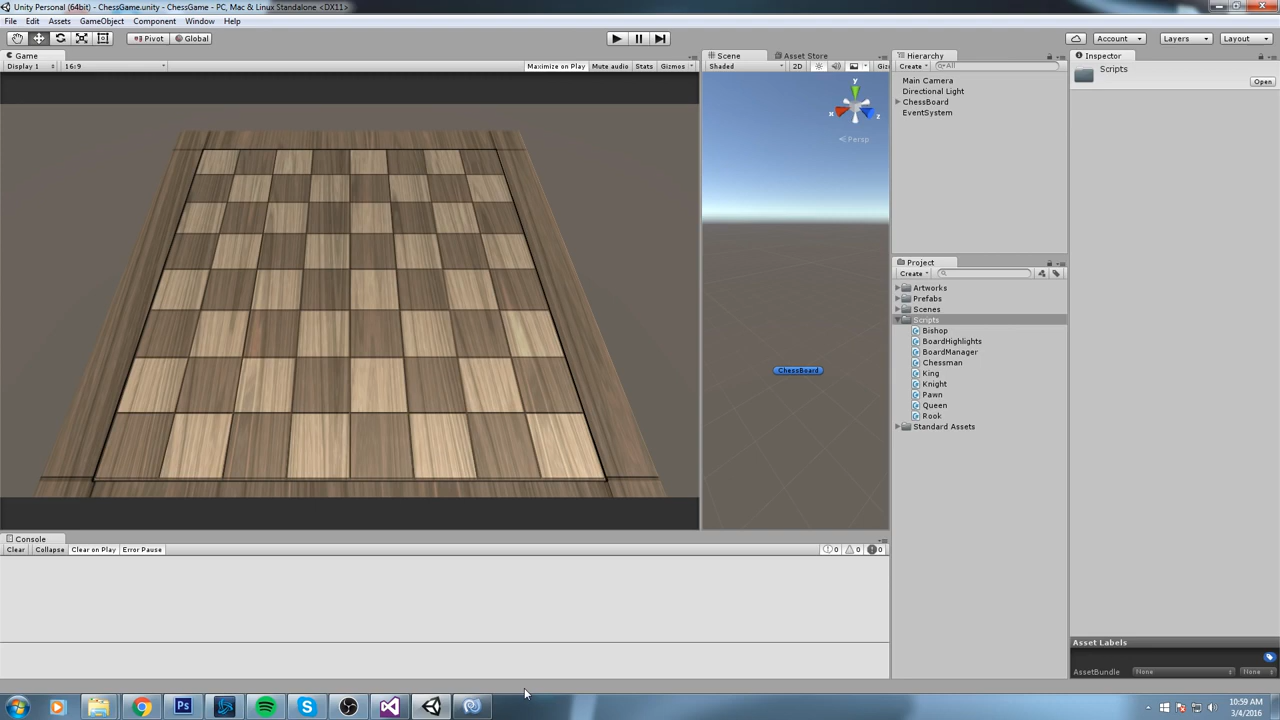 Unity Personal (64bit) - ChessGame.unity - ChessGame - PC, Mac & Linux Standalone <DX11>
File Edit Assets GameObject Component Window Help
Pivot Global Account Layers Layout
Game Scene Asset Store Hierarchy Inspector
Display 1 16:9 Maximize on Play Mute audio Stats Gizmos Shaded 2D Giz Create All
Scripts
Open
Main Camera
Directional Light
ChessBoard
EventSystem
y
x z
Persp
Project
Create
Artworks
Prefabs
Scenes
Scripts
Bishop
BoardHighlights
BoardManager
Chessman
King
Knight
Pawn
Queen
Rook
Standard Assets
ChessBoard
Console
Clear Collapse Clear on Play Error Pause 0 0 0
Asset Labels
AssetBundle None None
10:59 AM
3/4/2016